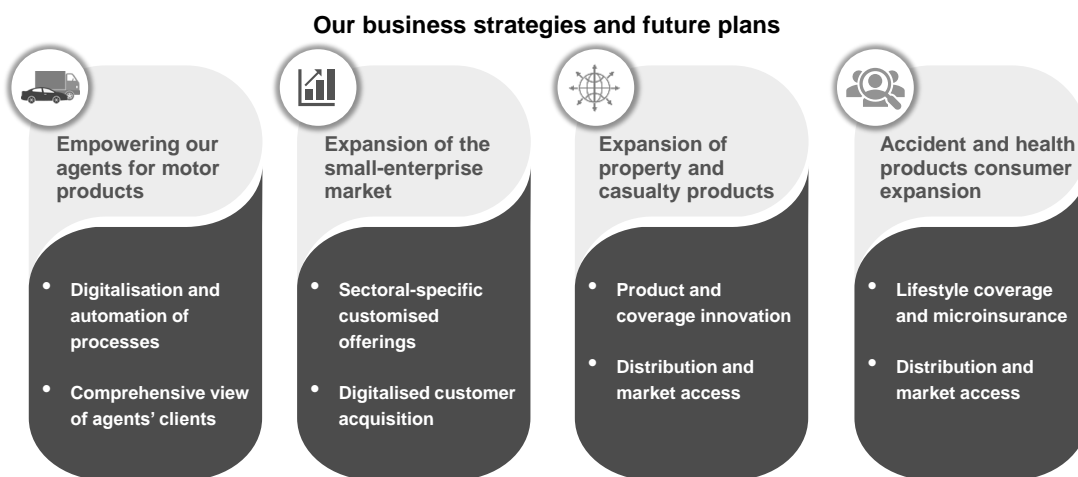 Our business strategies and future plans
Empowering our
agents for motor
products
• Digitalisation and
automation of
processes
• Comprehensive view
of agents' clients
Expansion of the
small-enterprise
market
• Sectoral-specific
customised
offerings
• Digitalised customer
acquisition
Expansion of
property and
casualty products
• Product and
coverage innovation
• Distribution and
market access
Accident and health
products consumer
expansion
• Lifestyle coverage
and microinsurance
• Distribution and
market access